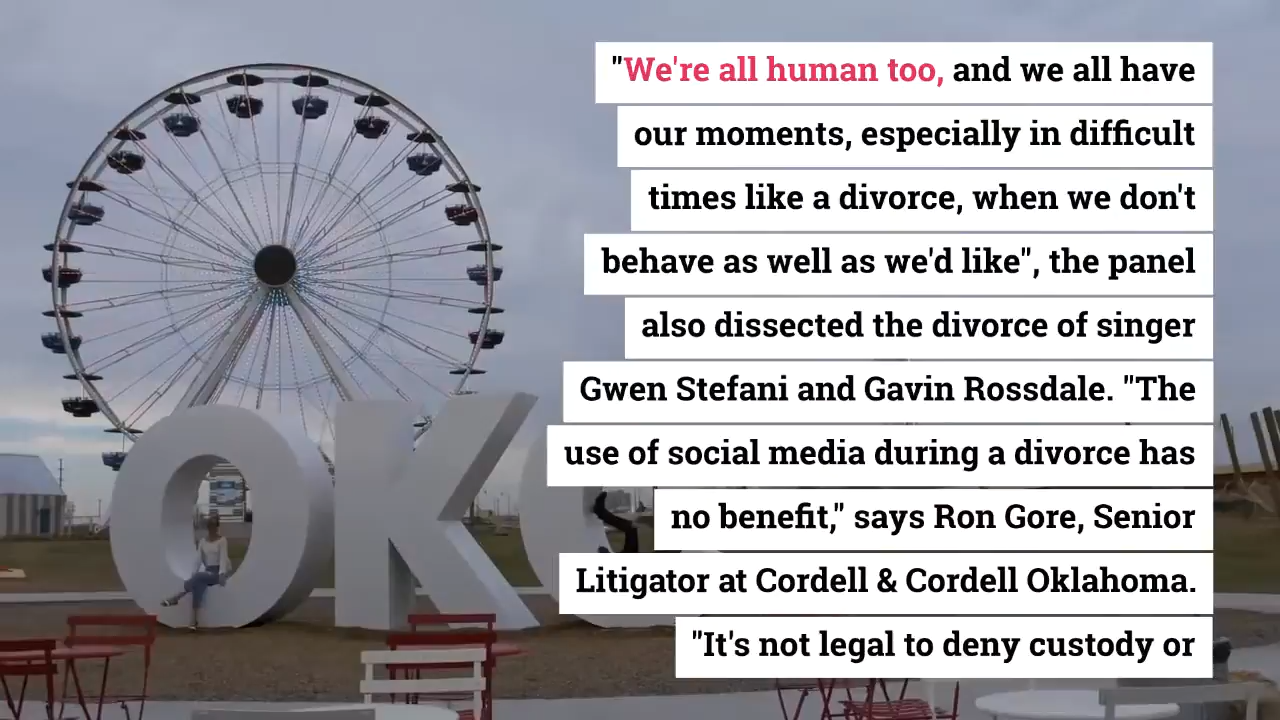 "We're all human too, and we all have
our moments, especially in difficult
times like a divorce, when we don't
behave as well as we'd like", the panel
also dissected the divorce of singer
Gwen Stefani and Gavin Rossdale. "The
use of social media during a divorce has
no benefit," says Ron Gore, Senior
Litigator at Cordell & Cordell Oklahoma.
"It's not legal to deny custody or
OKC